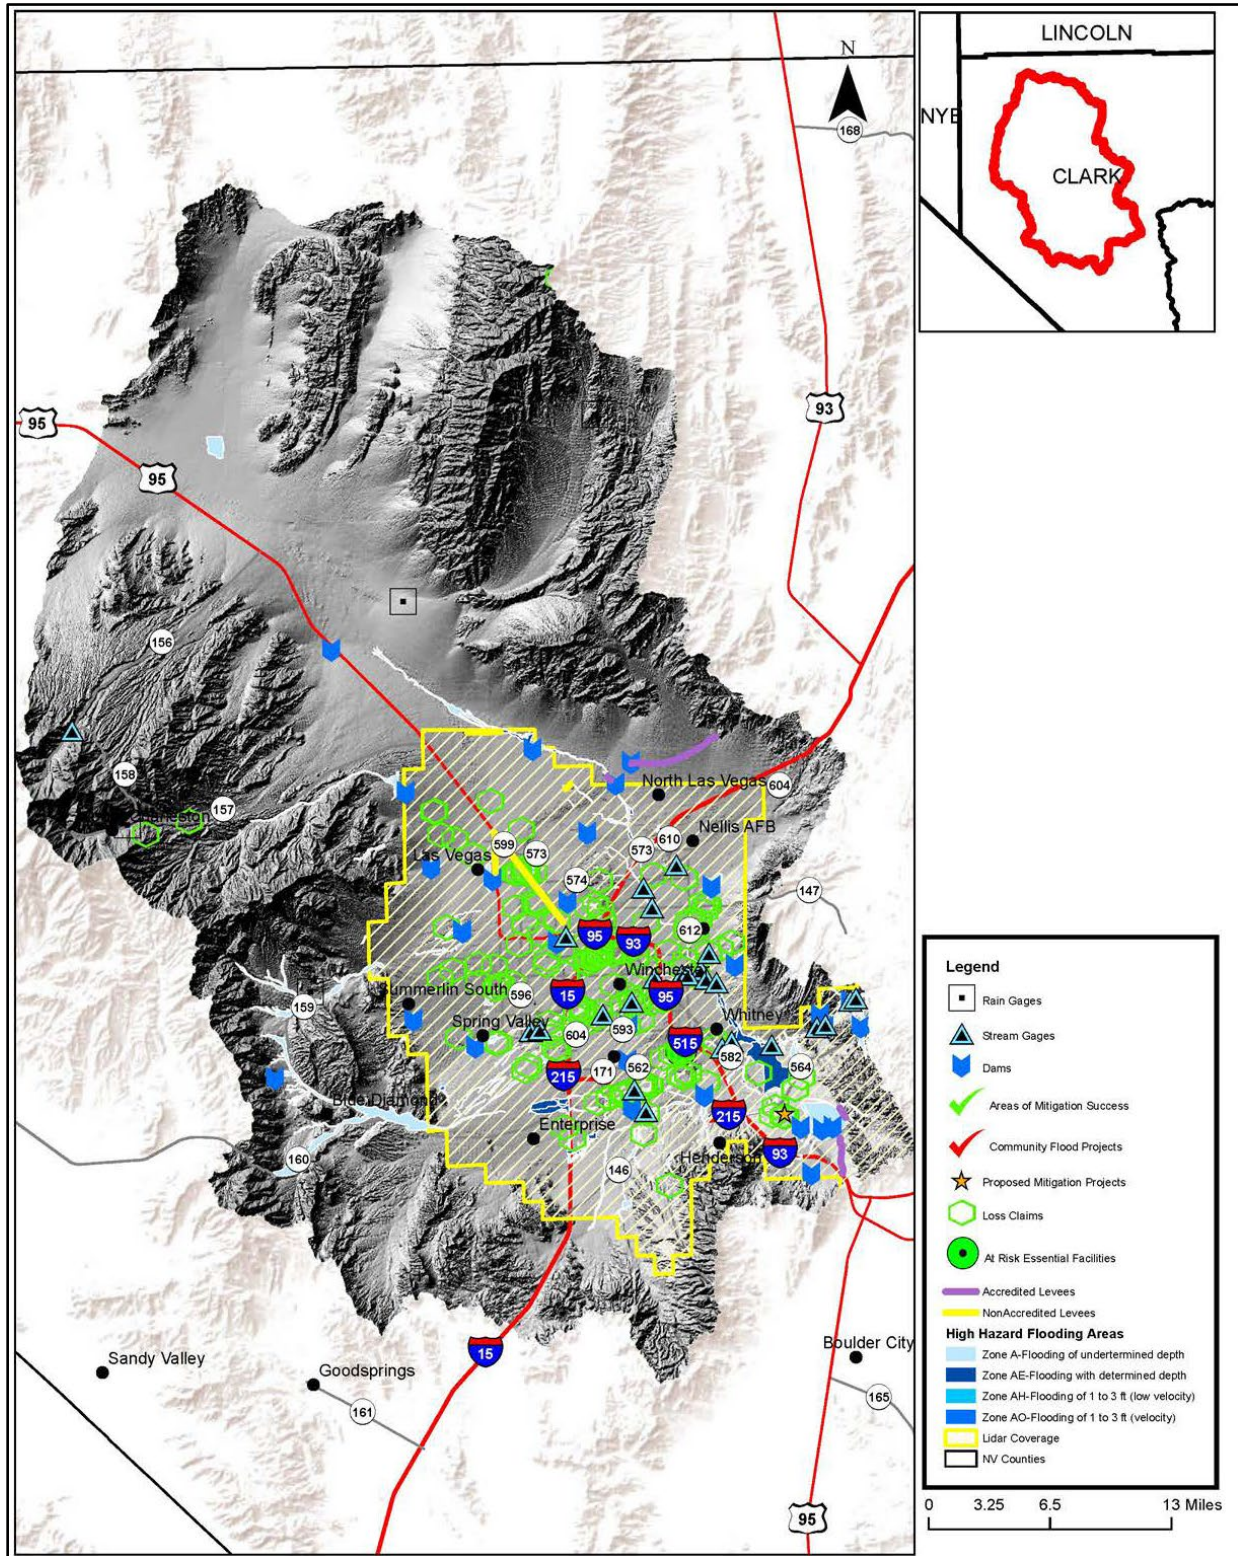 N
168
95
93
95
156
158
157
604
North Las Vegas
Nellis AFB
610
573
599
573
Las Vegas
574
147
612
95
93
Winchester
Summerlin South
596
15
95
159
Spring Valley
604
593
Whitney
515
582
564
215
171
562
Blue Diamond
215
Enterprise
Henderson
93
160
146
15
Boulder City
Sandy Valley
Goodsprings
161
165
95
LINCOLN
NYE
CLARK
Legend
Rain Gages
Stream Gages
Dams
Areas of Mitigation Success
Community Flood Projects
Proposed Mitigation Projects
Loss Claims
At Risk Essential Facilities
Accredited Levees
NonAccredited Levees
High Hazard Flooding Areas
Zone A-Flooding of undertermined depth
Zone AE-Flooding with determined depth
Zone AH-Flooding of 1 to 3 ft (low velocity)
Zone AO-Flooding of 1 to 3 ft (velocity)
Lidar Coverage
NV Counties
0 3.25 6.5 13 Miles